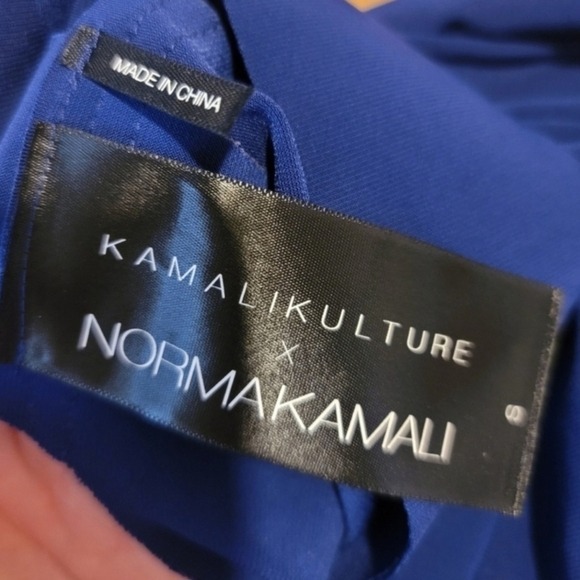 MADE IN CHINA
KAMALIKULTURE
X
NORMAKAMALI
S